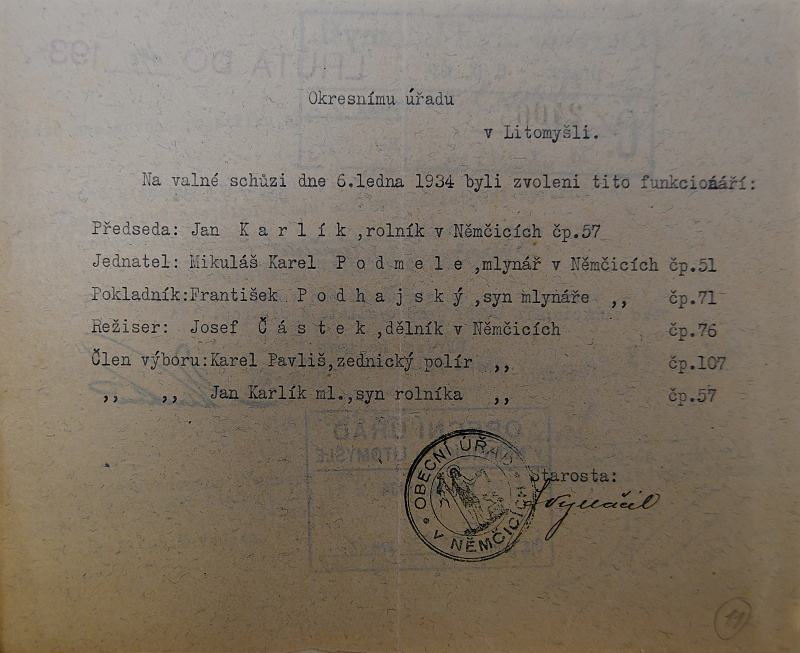 Okresnímu úřadu
v Litomyšli.
Na valné schůzi dne 6.ledna 1934 byli zvoleni tito funkcionáři:
Předseda: Jan K a r l í k ,rolník v Němčicích čp.57
Jednatel: Mikuláš Karel P o d m e l e ,mlynář v Němčicích čp.51
Pokladník:František P o d h a j s k ý ,syn mlynáře ,, čp.71
Režiser: Josef Č á s t e k ,dělník v Němčicích čp.76
Člen výboru:Karel Pavliš,zednický polír ,, čp.107
,, ,, Jan Karlík ml.,syn rolníka ,, čp.57
OBECNÍ ÚŘAD
V NĚMČICÍCH
Starosta:
11